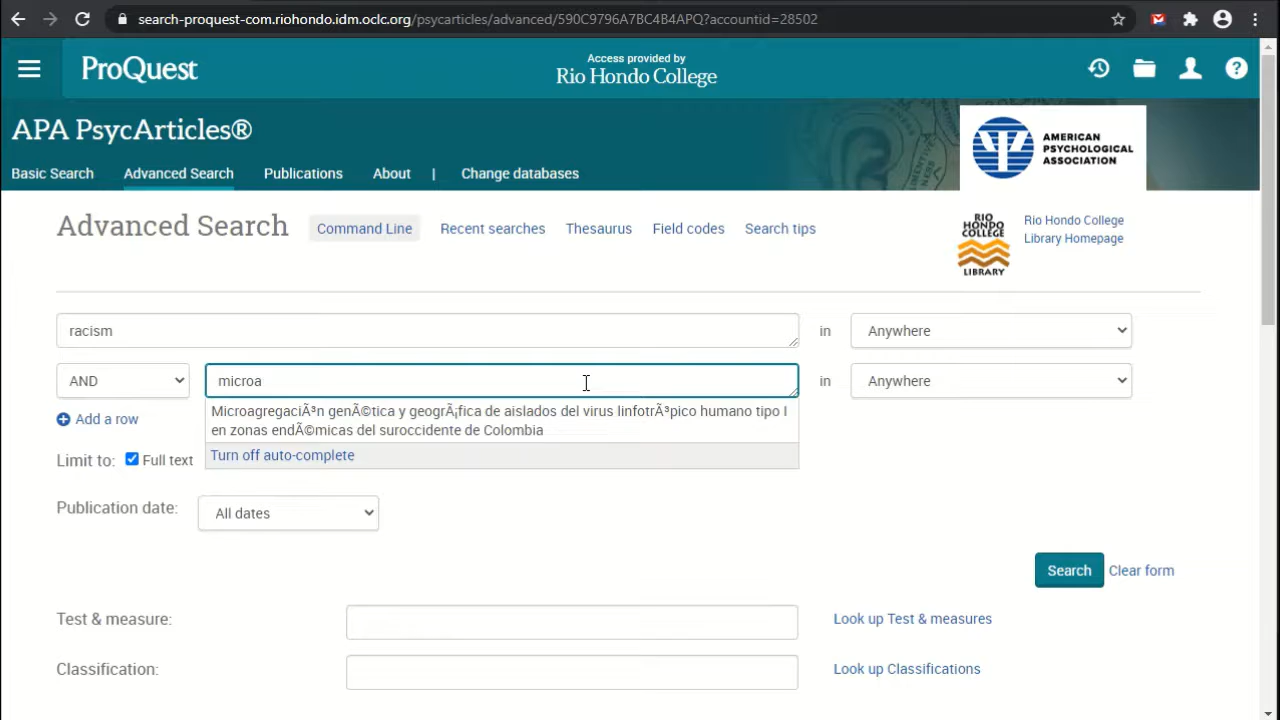 search-proquest-com.riohondo.idm.oclc.org/psycarticles/advanced/590C9796A7BC4B4APQ?accountid=28502
ProQuest
Access provided by
Rio Hondo College
APA PsycArticles®
AMERICAN
PSYCHOLOGICAL
ASSOCIATION
Basic Search
Advanced Search
Publications
About
|
Change databases
Advanced Search
Command Line
Recent searches
Thesaurus
Field codes
Search tips
RIO
HONDO
COLLEGE
LIBRARY
Rio Hondo College
Library Homepage
racism
in
Anywhere
AND
microa
in
Anywhere
MicroagregaciÃ³n genÃ©tica y geogrÃ¡fica de aislados del virus linfotrÃ³pico humano tipo I
en zonas endÃ©micas del suroccidente de Colombia
Turn off auto-complete
Add a row
Limit to:
Full text
Publication date:
All dates
Search
Clear form
Test & measure:
Look up Test & measures
Classification:
Look up Classifications